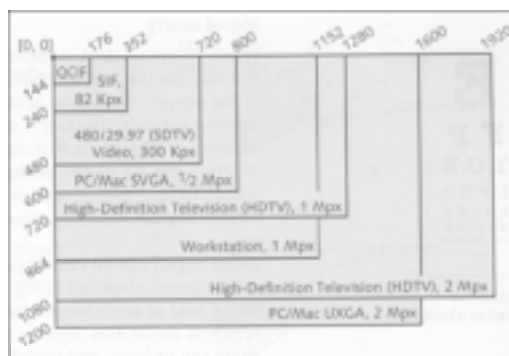 [0, 0]
176
352
720
800
1152
1280
1600
1920
144
QCIF
SIF,
82 Kpx
240
480i29.97 (SDTV)
Video, 300 Kpx
480
PC/Mac SVGA, 1/2 Mpx
600
High-Definition Television (HDTV), 1 Mpx
720
Workstation, 1 Mpx
864
High-Definition Television (HDTV), 2 Mpx
1080
PC/Mac UXGA, 2 Mpx
1200